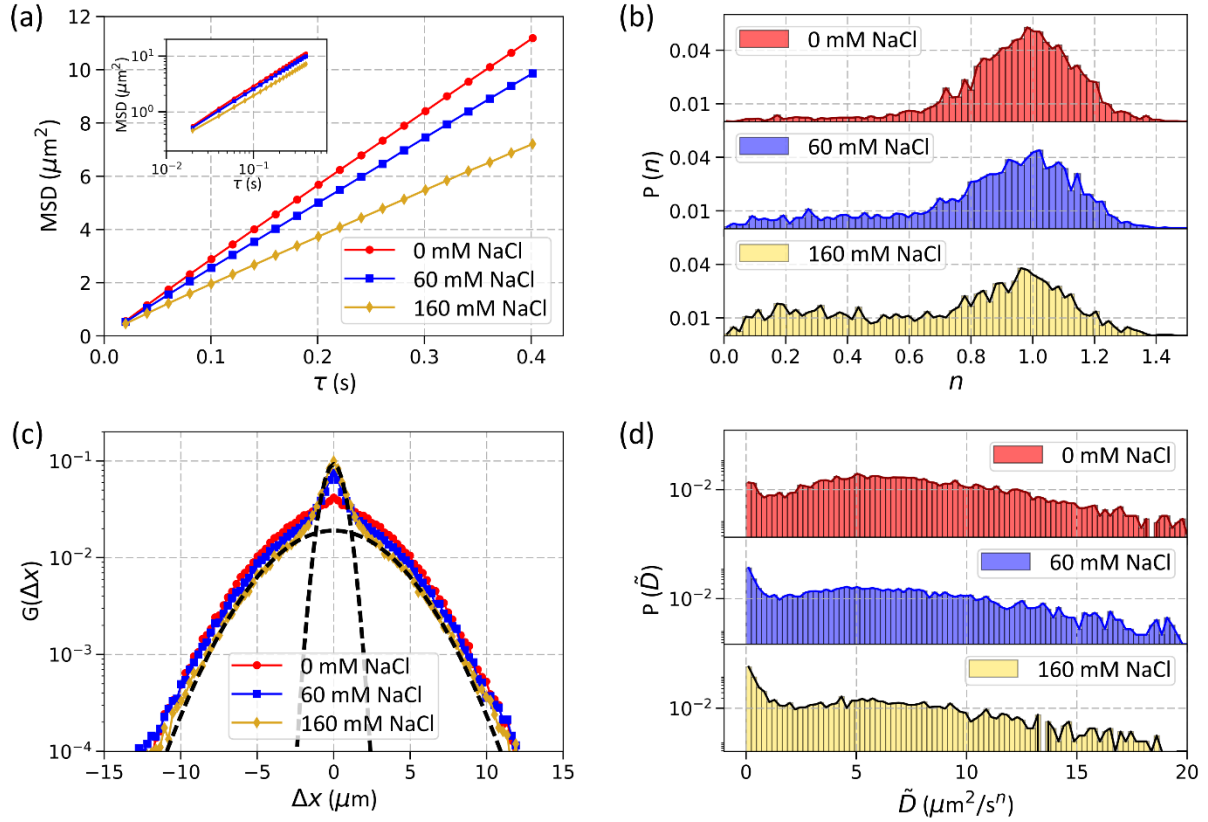 (a)
MSD (μm²)
12
10
8
6
4
2
0
0.0
0.1
0.2
0.3
0.4
τ (s)
0 mM NaCl
60 mM NaCl
160 mM NaCl
MSD (μm²)
10¹
10⁰
10⁻²
10⁻¹
τ (s)
(b)
P (n)
0.04
0.01
0 mM NaCl
0.04
0.01
60 mM NaCl
0.04
0.01
160 mM NaCl
0.0
0.2
0.4
0.6
0.8
1.0
1.2
1.4
n
(c)
G(Δx)
10⁻¹
10⁻²
10⁻³
10⁻⁴
0 mM NaCl
60 mM NaCl
160 mM NaCl
−15
−10
−5
0
5
10
15
Δx (μm)
(d)
P (D̃)
10⁻²
0 mM NaCl
10⁻²
60 mM NaCl
10⁻²
160 mM NaCl
0
5
10
15
20
D̃ (μm²/sⁿ)